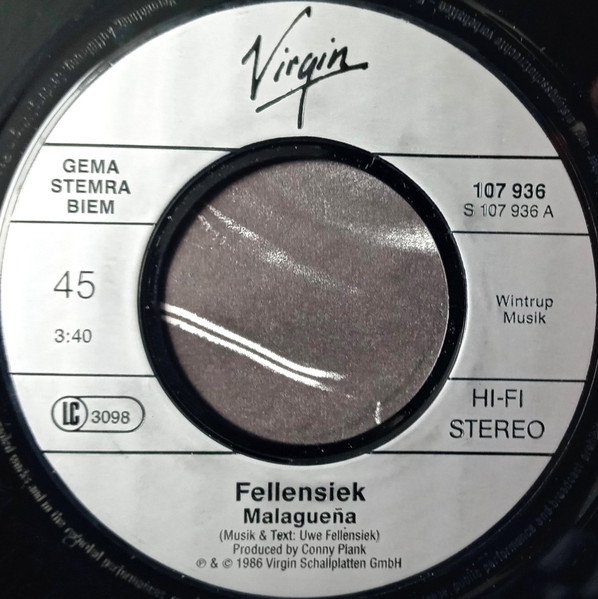 Virgin
GEMA
STEMRA
BIEM
107 936
S 107 936 A
45
3:40
Wintrup
Musik
LC 3098
HI-FI
STEREO
Fellensiek
Malagueña
(Musik & Text: Uwe Fellensiek)
Produced by Conny Plank
℗ & © 1986 Virgin Schallplatten GmbH